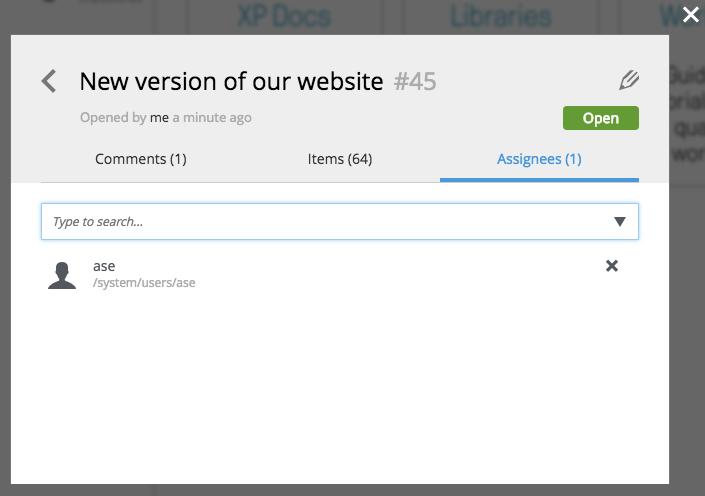 XP Docs
Libraries
New version of our website #45
Opened by me a minute ago
Open
Comments (1)
Items (64)
Assignees (1)
Type to search...
ase
/system/users/ase